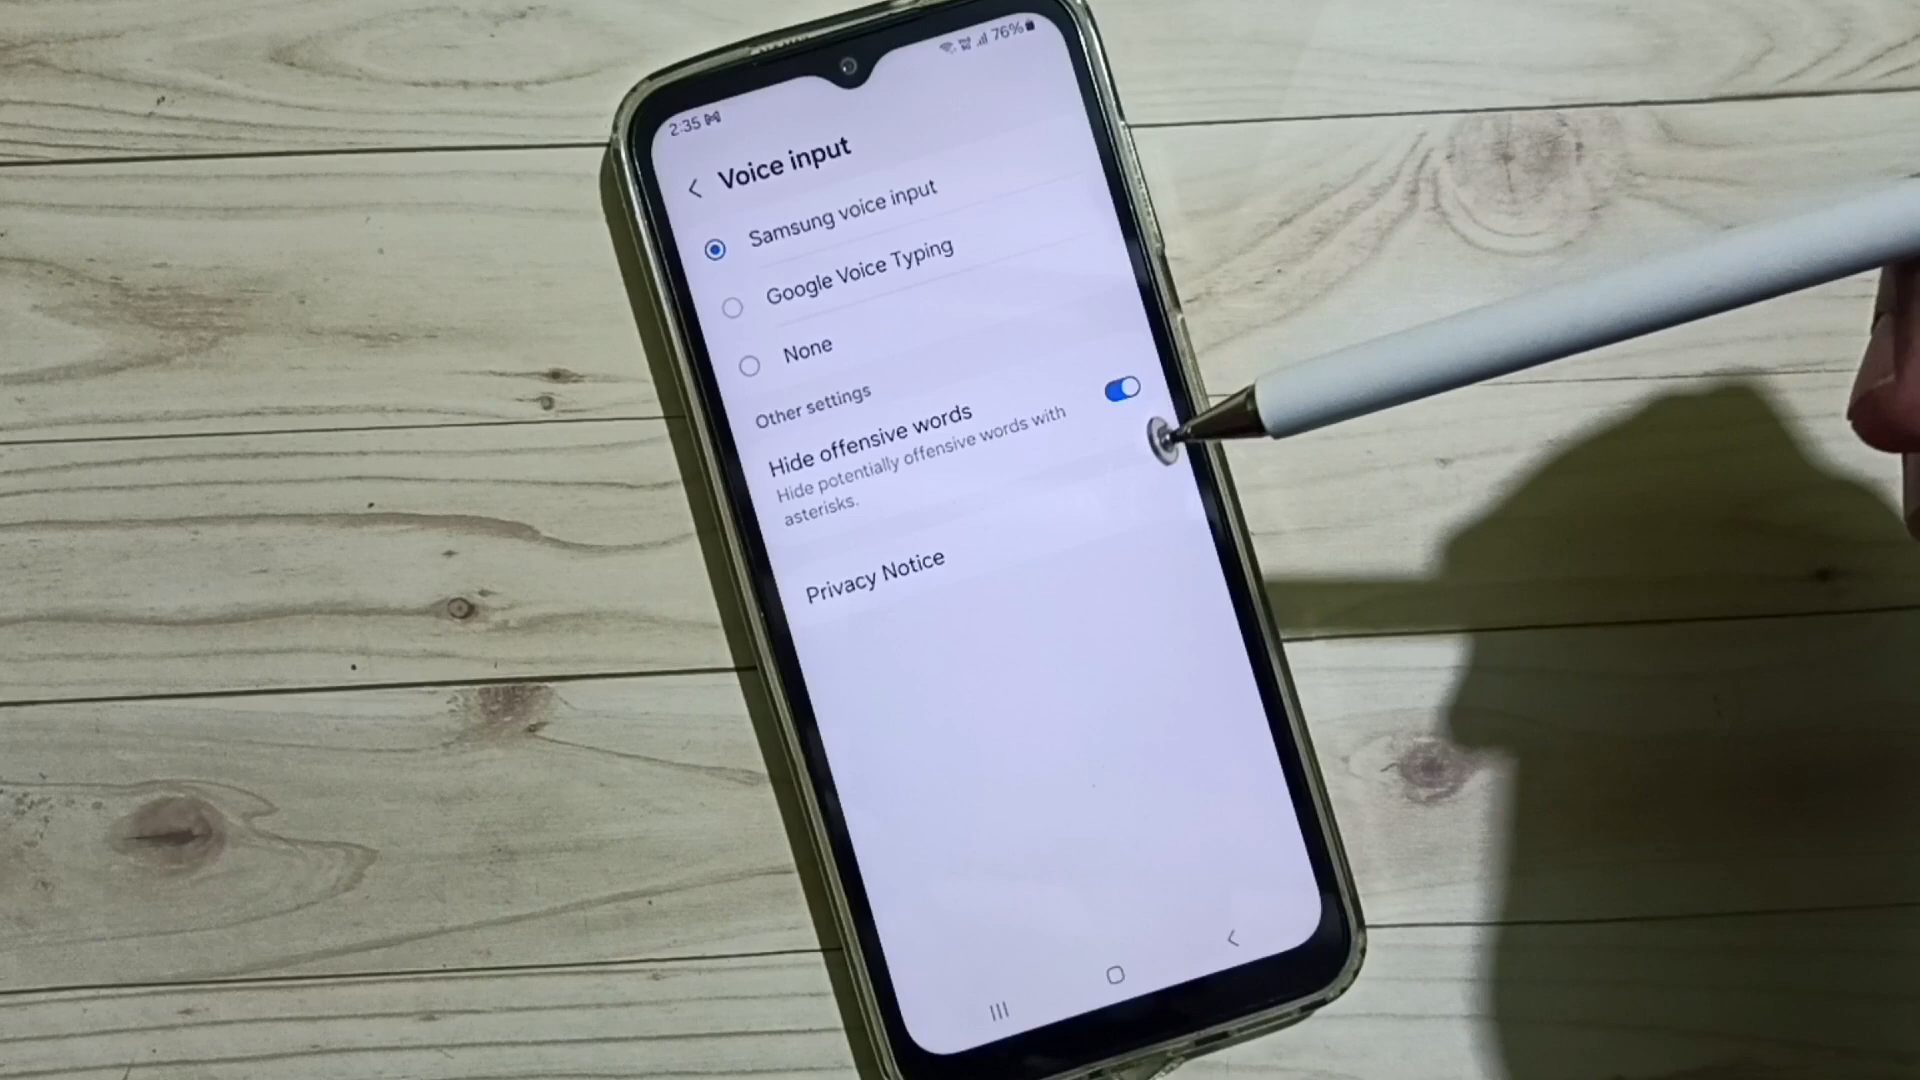 2:35
76%
Voice input
Samsung voice input
Google Voice Typing
None
Other settings
Hide offensive words
Hide potentially offensive words with
asterisks.
Privacy Notice